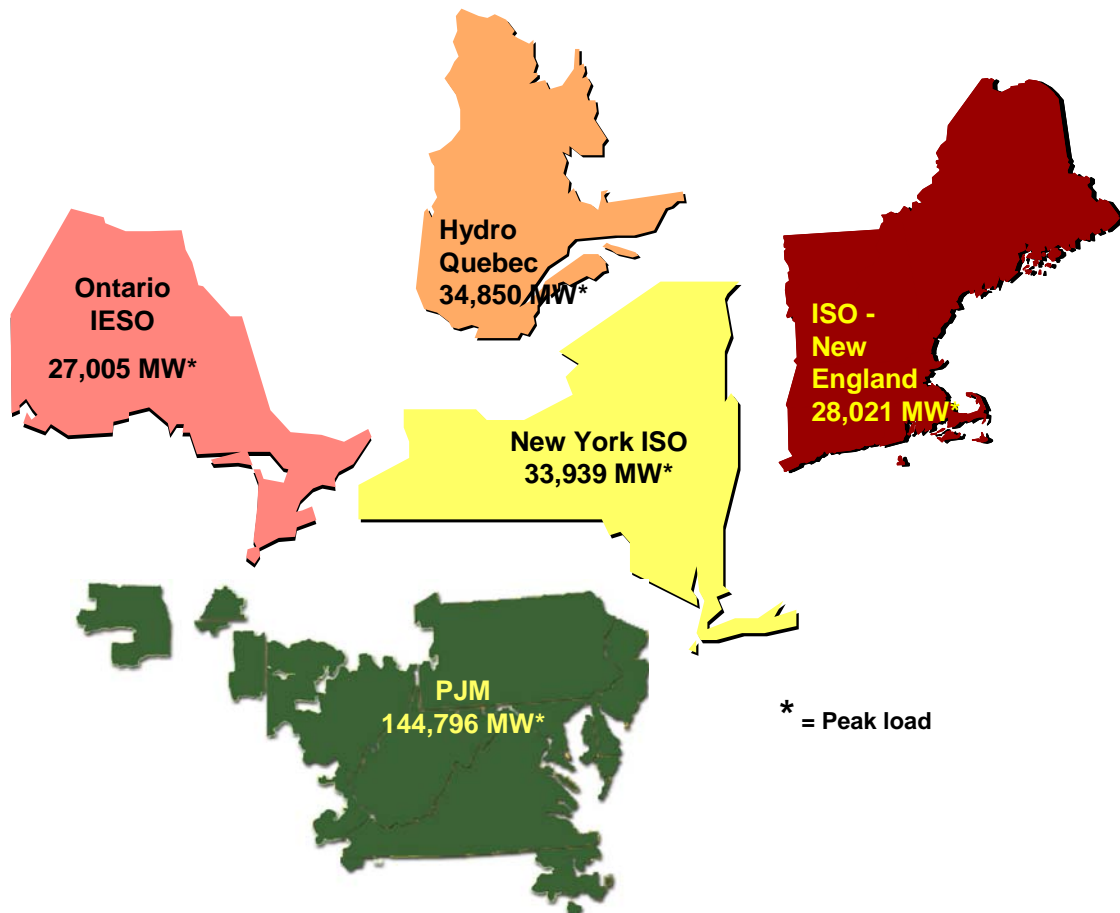 Hydro
Quebec
34,850 MW*
Ontario
IESO
27,005 MW*
ISO -
New
England
28,021 MW*
New York ISO
33,939 MW*
PJM
144,796 MW*
* = Peak load